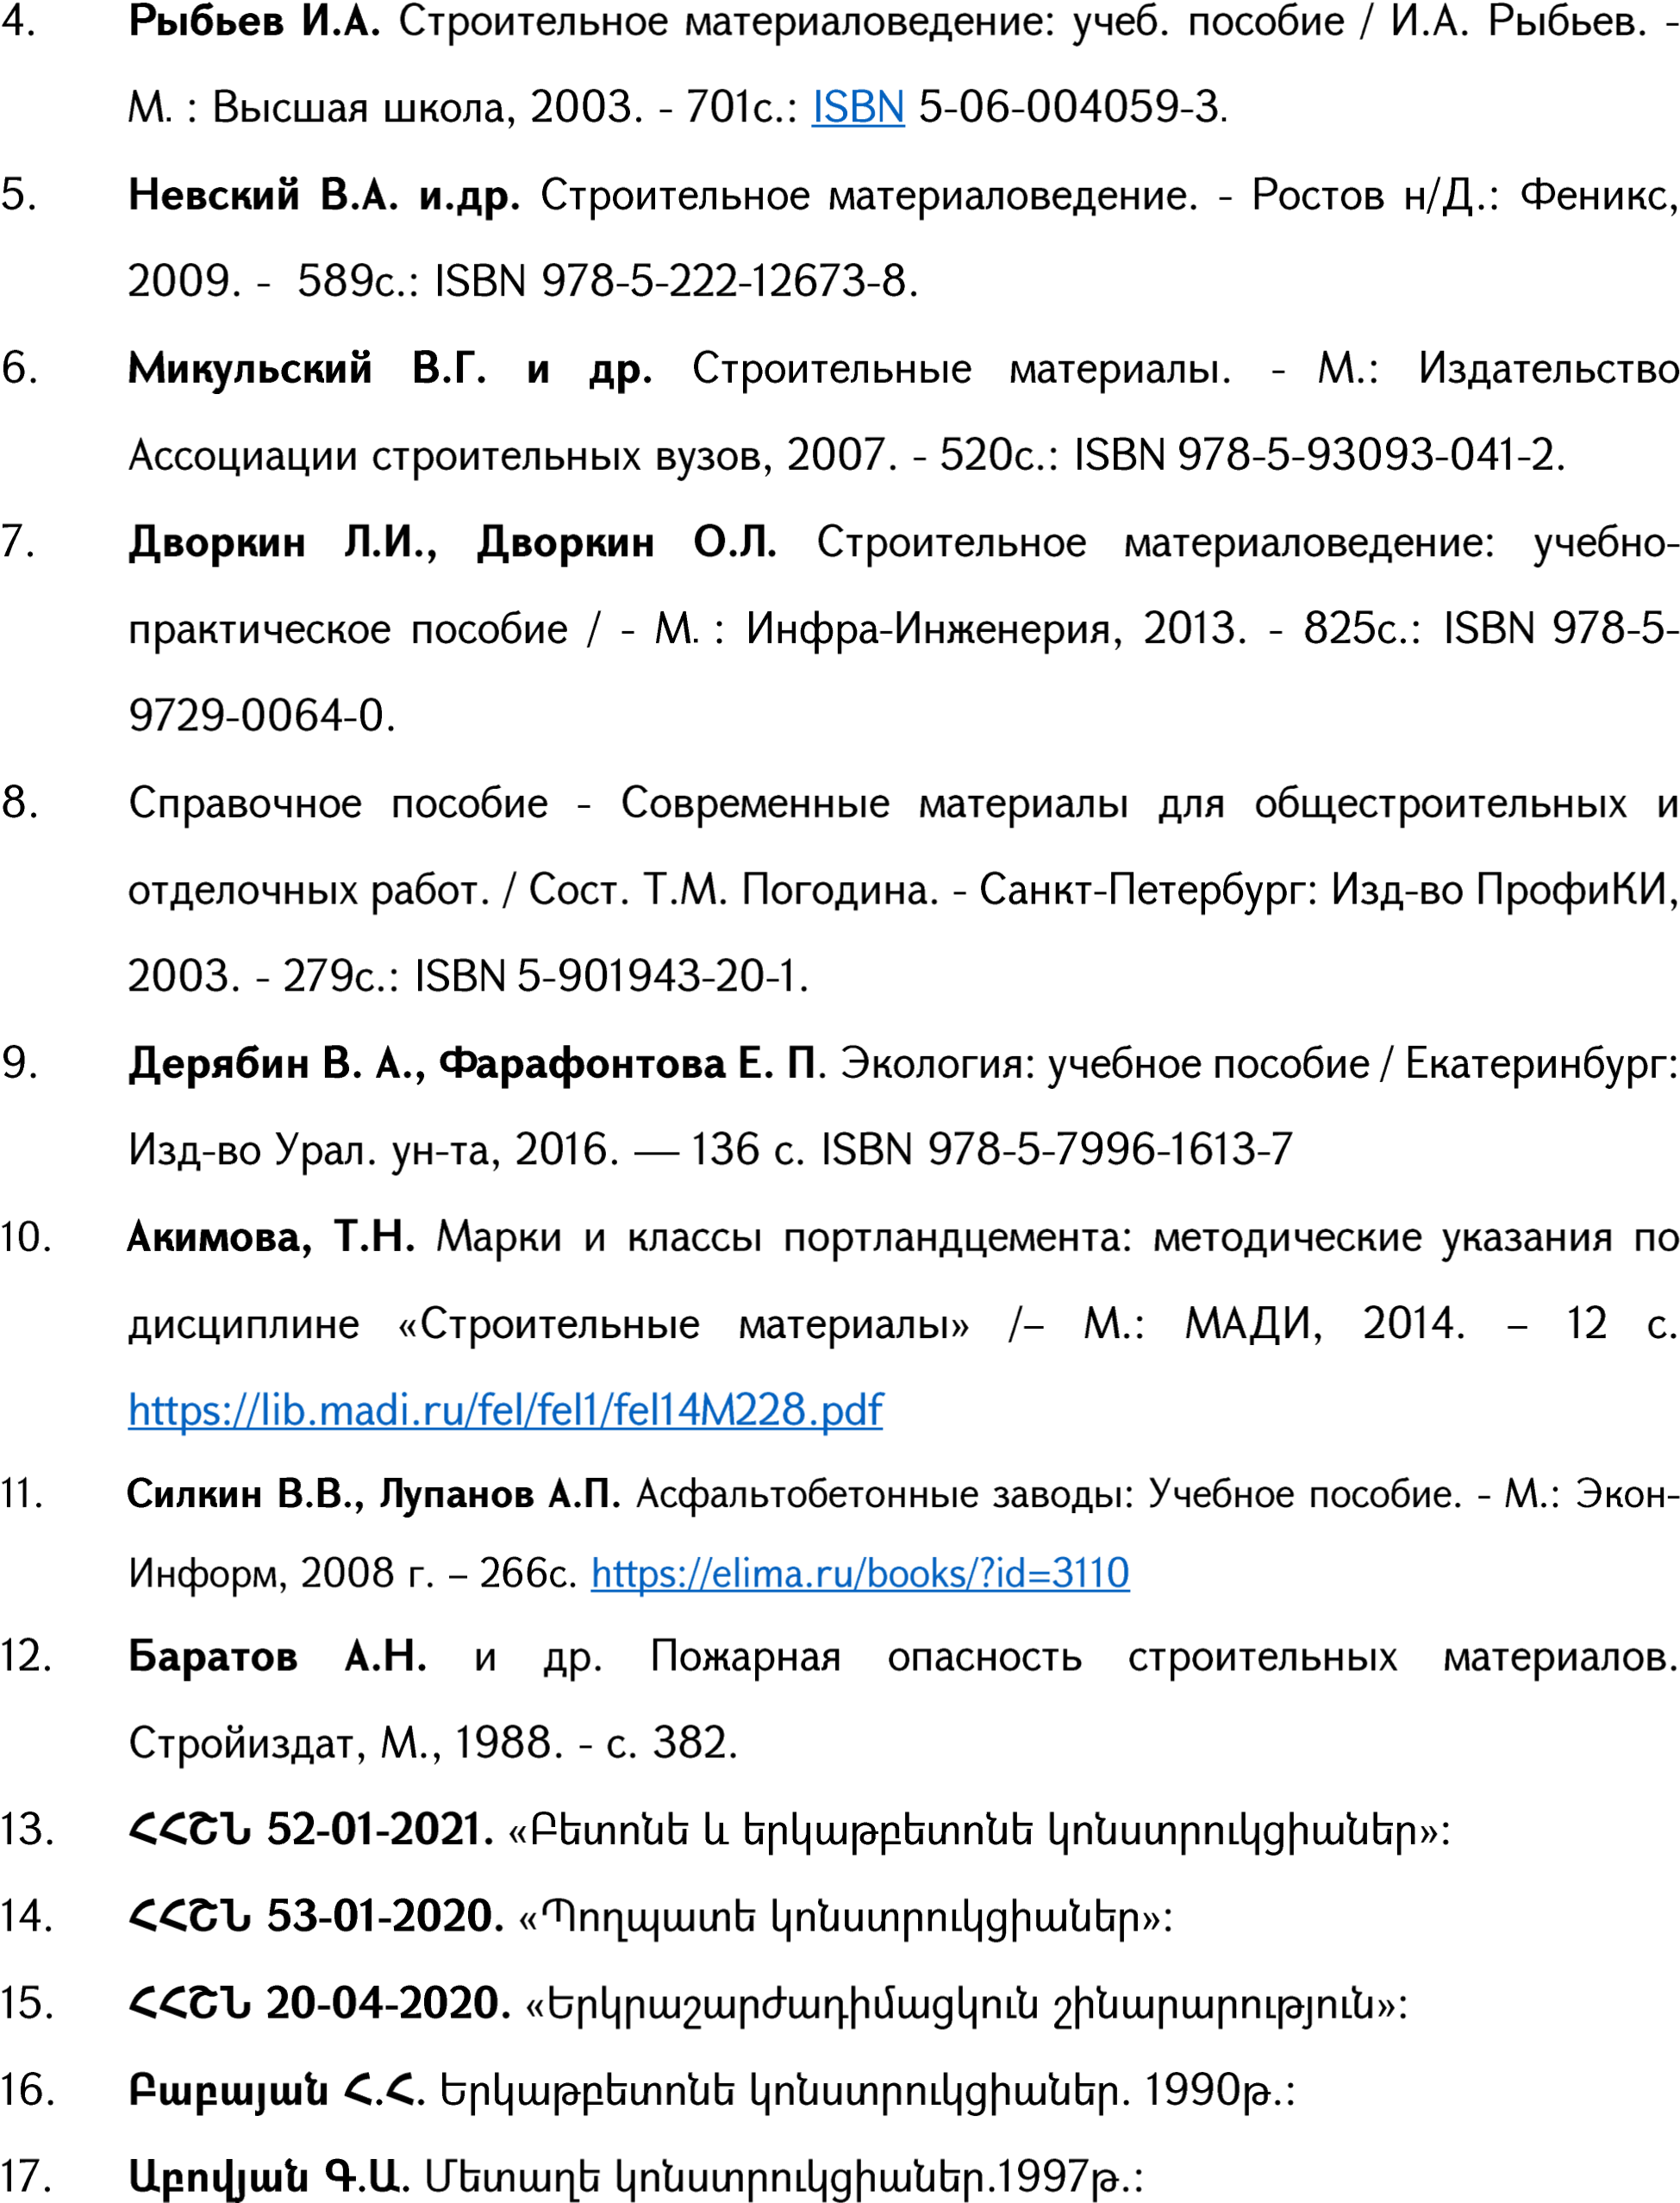 4. Рыбьев И.А. Строительное материаловедение: учеб. пособие / И.А. Рыбьев. -
М. : Высшая школа, 2003. - 701с.: ISBN 5-06-004059-3.
5. Невский В.А. и.др. Строительное материаловедение. - Ростов н/Д.: Феникс,
2009. - 589с.: ISBN 978-5-222-12673-8.
6. Микульский В.Г. и др. Строительные материалы. - М.: Издательство
Ассоциации строительных вузов, 2007. - 520с.: ISBN 978-5-93093-041-2.
7. Дворкин Л.И., Дворкин О.Л. Строительное материаловедение: учебно-
практическое пособие / - М. : Инфра-Инженерия, 2013. - 825с.: ISBN 978-5-
9729-0064-0.
8. Справочное пособие - Современные материалы для общестроительных и
отделочных работ. / Сост. Т.М. Погодина. - Санкт-Петербург: Изд-во ПрофиКИ,
2003. - 279с.: ISBN 5-901943-20-1.
9. Дерябин В. А., Фарафонтова Е. П. Экология: учебное пособие / Екатеринбург:
Изд-во Урал. ун-та, 2016. — 136 с. ISBN 978-5-7996-1613-7
10. Акимова, Т.Н. Марки и классы портландцемента: методические указания по
дисциплине «Строительные материалы» /– М.: МАДИ, 2014. – 12 с.
https://lib.madi.ru/fel/fel1/fel14M228.pdf
11. Силкин В.В., Лупанов А.П. Асфальтобетонные заводы: Учебное пособие. - М.: Экон-
Информ, 2008 г. – 266с. https://elima.ru/books/?id=3110
12. Баратов А.Н. и др. Пожарная опасность строительных материалов.
Стройиздат, М., 1988. - с. 382.
13. ՀՀՇՆ 52-01-2021. «Բետոնե և երկաթբետոնե կոնստրուկցիաներ»:
14. ՀՀՇՆ 53-01-2020. «Պողպատե կոնստրուկցիաներ»:
15. ՀՀՇՆ 20-04-2020. «Երկրաշարժադիմացկուն շինարարություն»:
16. Բաբայան Հ.Հ. Երկաթբետոնե կոնստրուկցիաներ. 1990թ.:
17. Աբովյան Գ.Ա. Մետաղե կոնստրուկցիաներ.1997թ.: